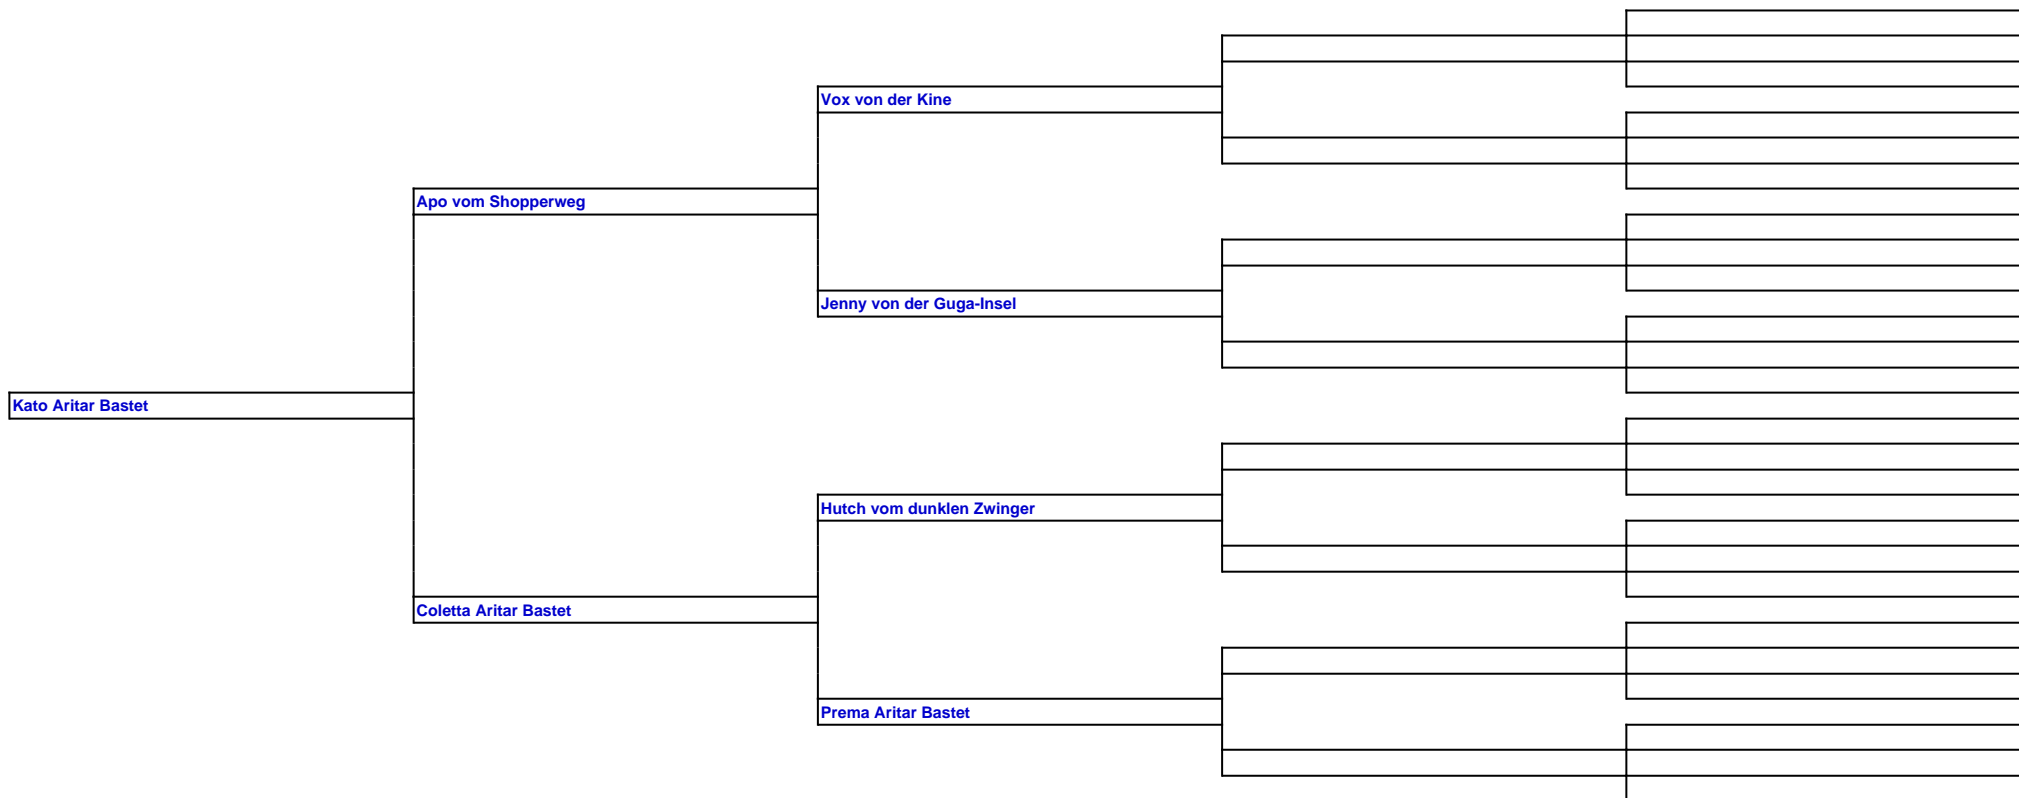 Vox von der Kine
Apo vom Shopperweg
Jenny von der Guga-Insel
Kato Aritar Bastet
Hutch vom dunklen Zwinger
Coletta Aritar Bastet
Prema Aritar Bastet